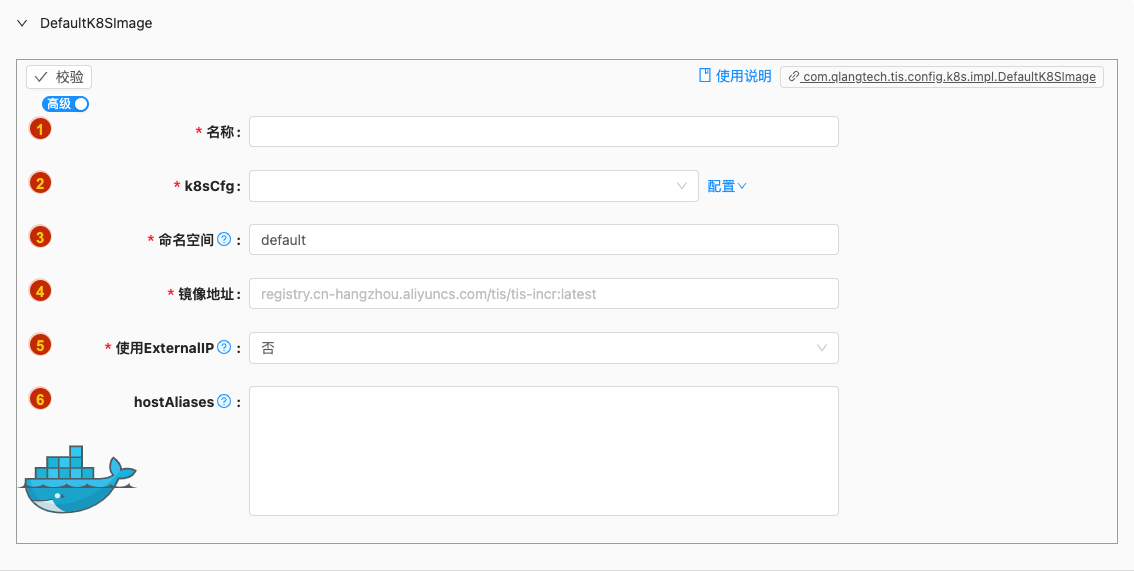 DefaultK8SImage
校验
使用说明
com.qlangtech.tis.config.k8s.impl.DefaultK8SImage
高级
1
* 名称 :
2
* k8sCfg :
配置
3
* 命名空间 ? :
default
4
* 镜像地址 :
registry.cn-hangzhou.aliyuncs.com/tis/tis-incr:latest
5
* 使用ExternalIP ? :
否
6
hostAliases ? :